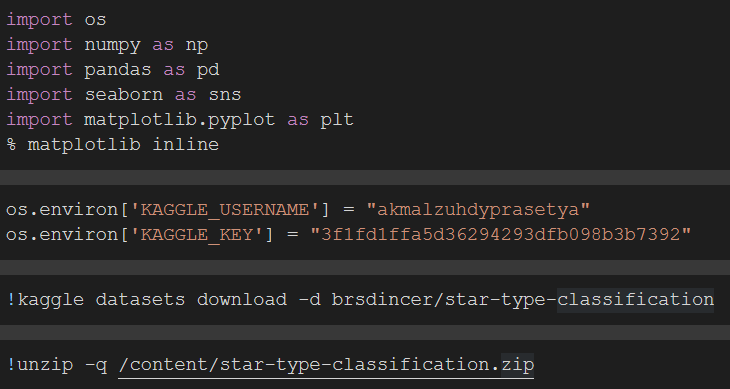 import os
import numpy as np
import pandas as pd
import seaborn as sns
import matplotlib.pyplot as plt
% matplotlib inline
os.environ['KAGGLE_USERNAME'] = "akmalzuhdyprasetya"
os.environ['KAGGLE_KEY'] = "3f1fd1ffa5d36294293dfb098b3b7392"
!kaggle datasets download -d brsdincer/star-type-classification
!unzip -q /content/star-type-classification.zip